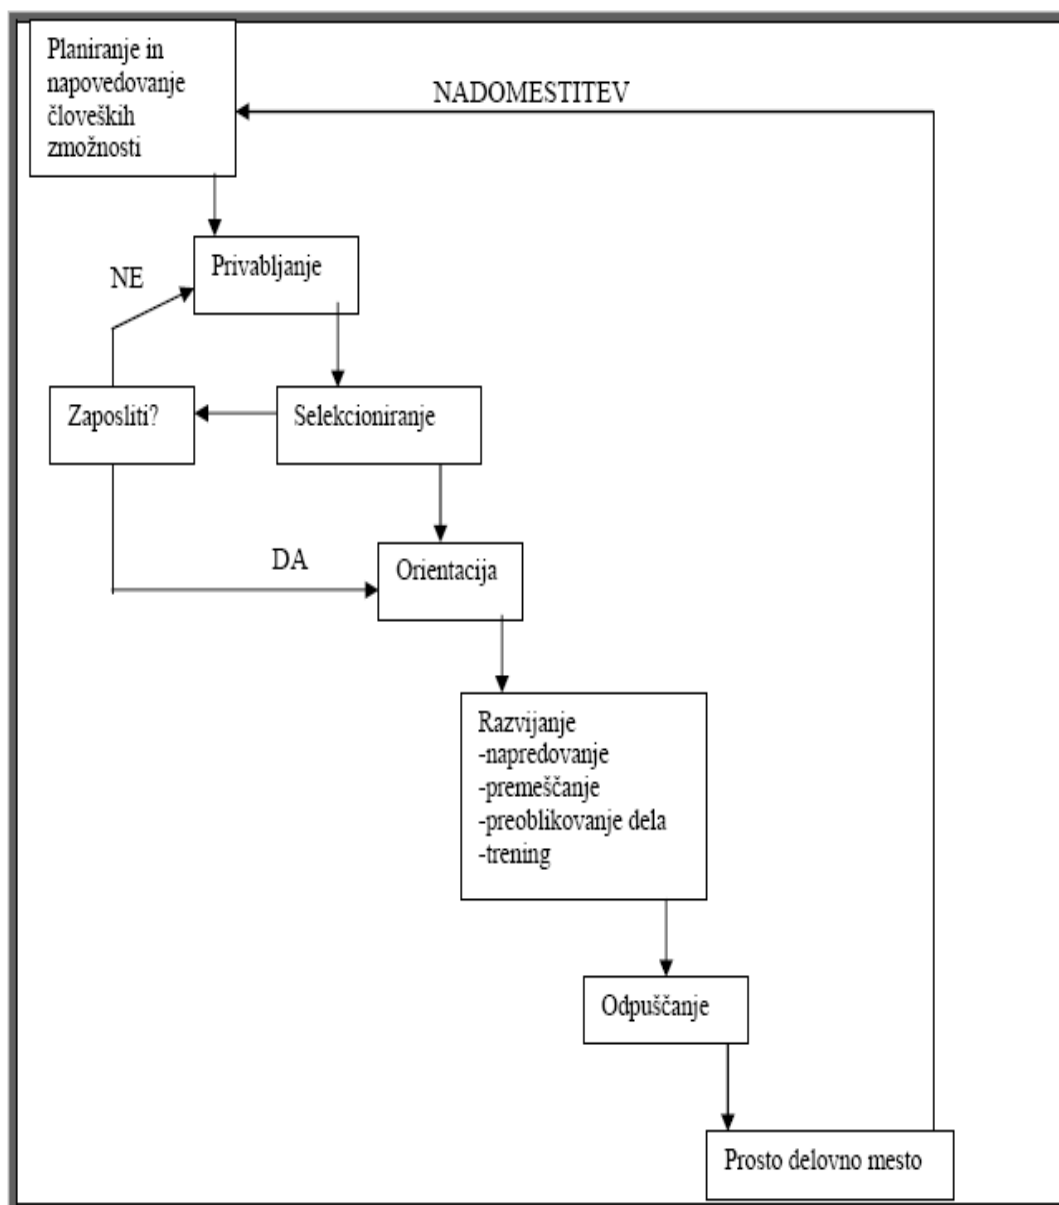 Planiranje in
napovedovanje
človeških
zmožnosti
NADOMESTITEV
Privabljanje
NE
Zaposliti?
Selekcioniranje
DA
Orientacija
Razvijanje
-napredovanje
-premeščanje
-preoblikovanje dela
-trening
Odpuščanje
Prosto delovno mesto